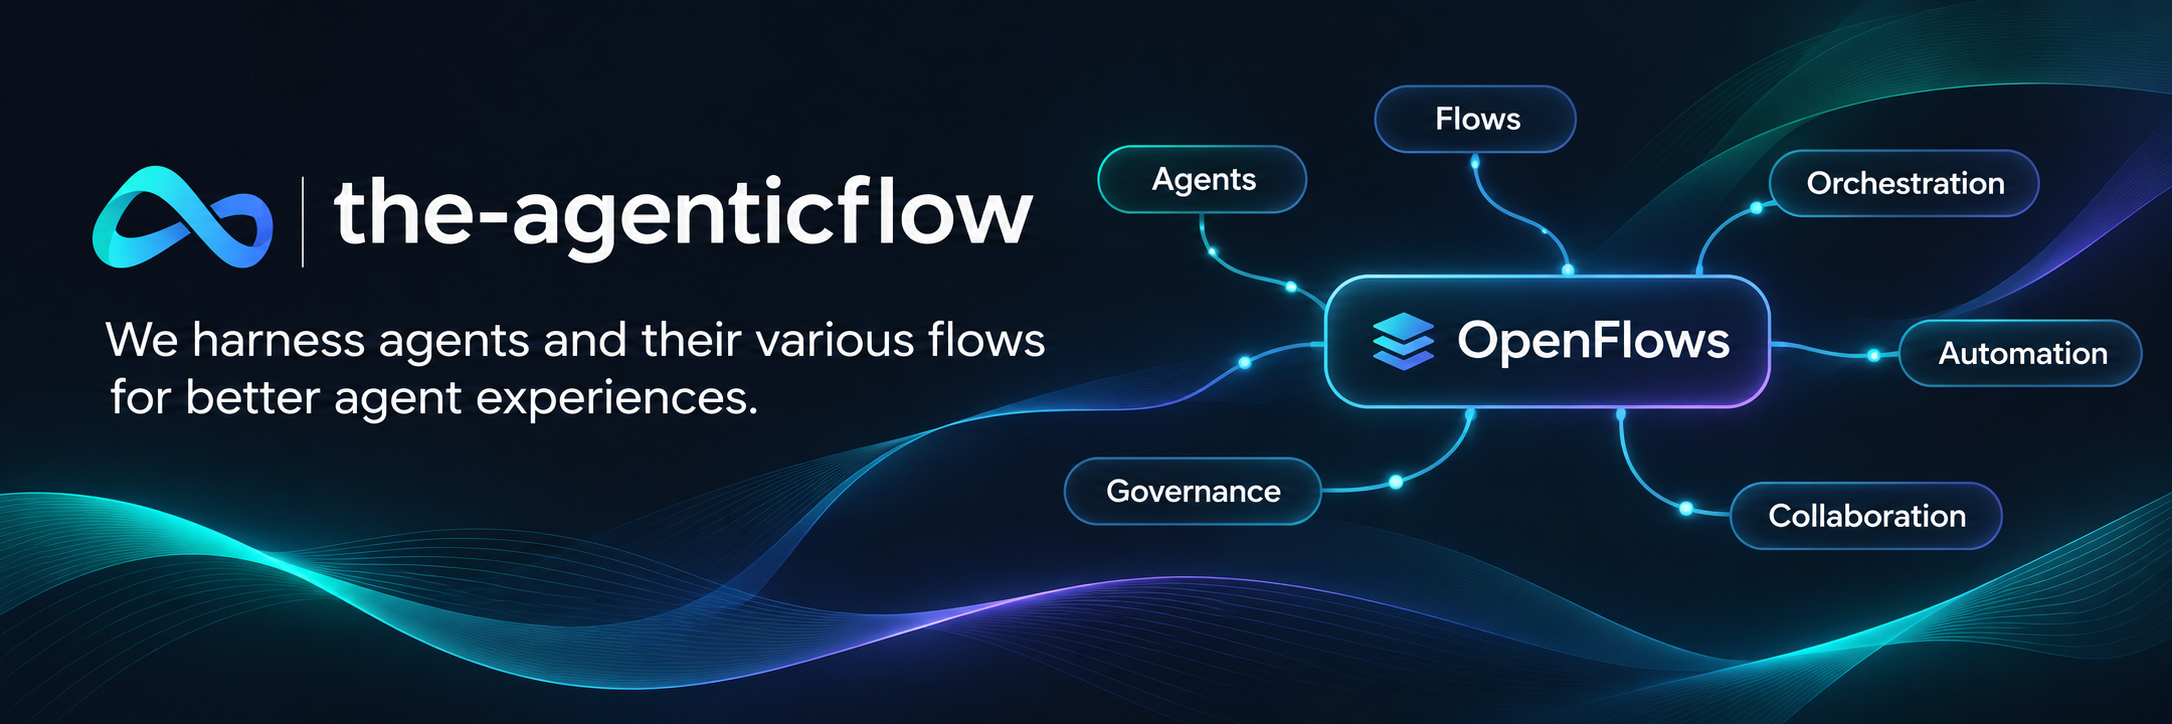 the-agenticflow
We harness agents and their various flows
for better agent experiences.
Agents
Flows
Orchestration
OpenFlows
Automation
Governance
Collaboration